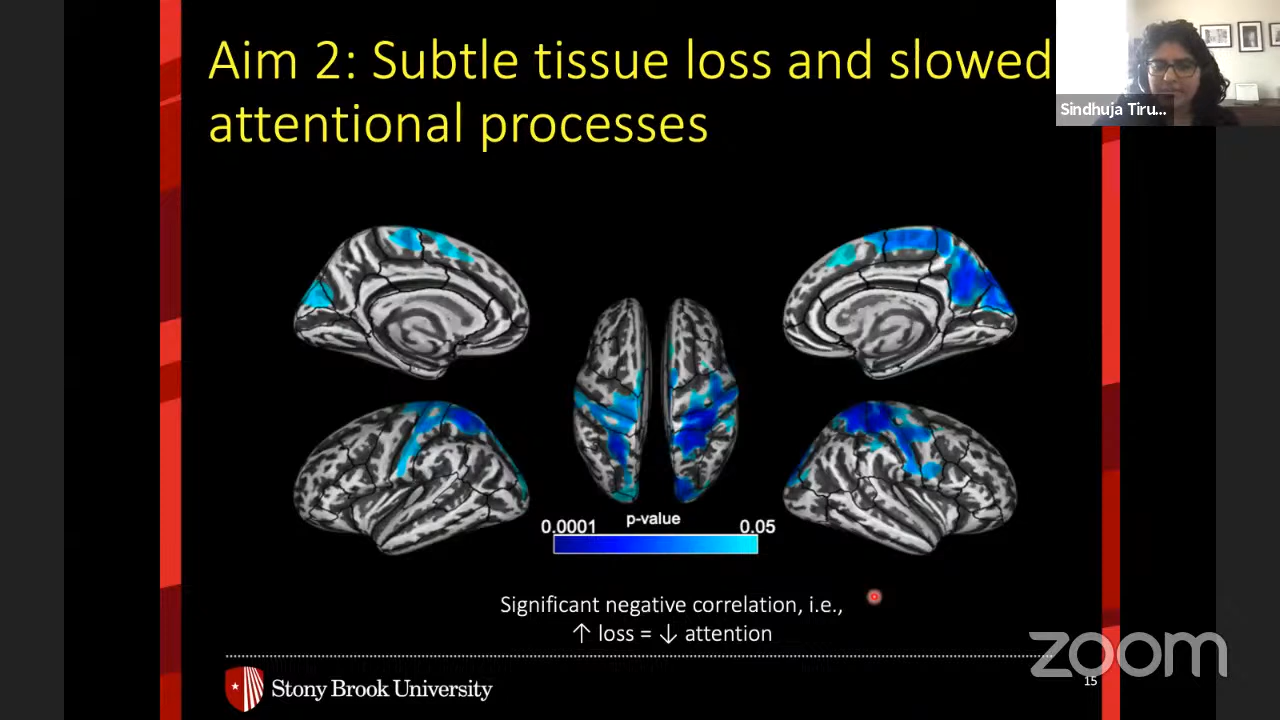 Aim 2: Subtle tissue loss and slowed
attentional processes
Sindhuja Tiru...
p-value
0.0001 0.05
Significant negative correlation, i.e.,
↑ loss = ↓ attention
zoom
15
Stony Brook University